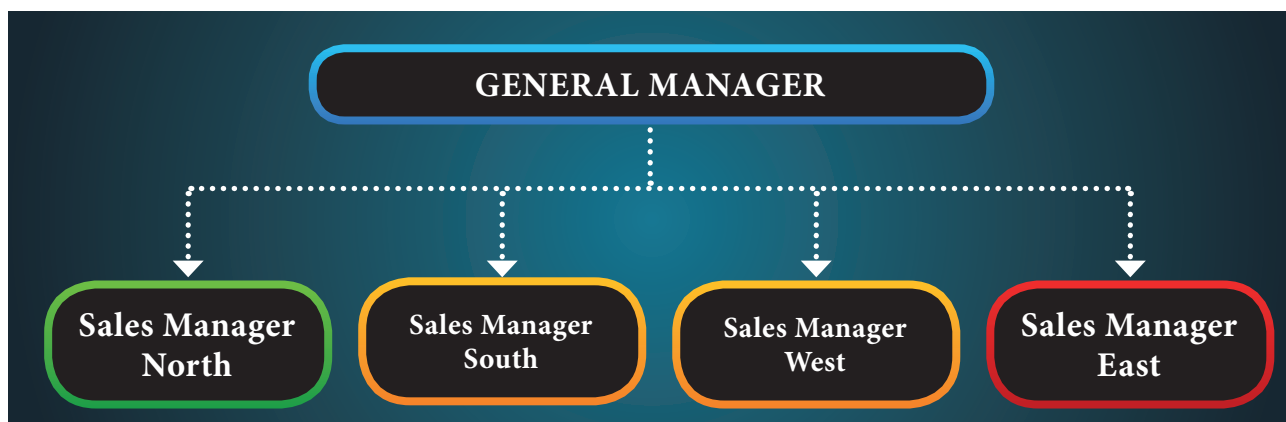 GENERAL MANAGER
Sales Manager
North
Sales Manager
South
Sales Manager
West
Sales Manager
East